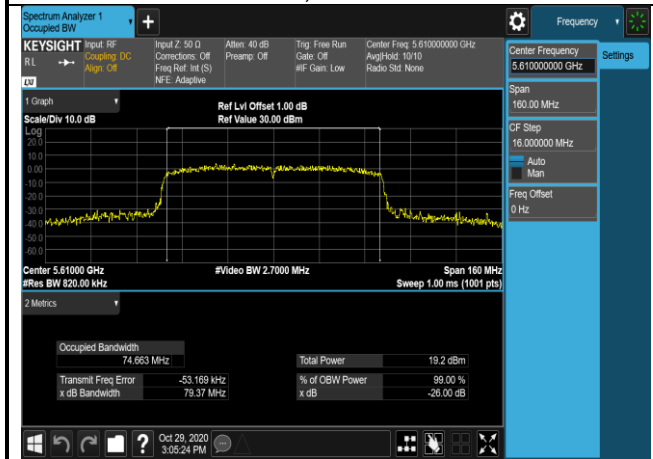 Spectrum Analyzer 1
Occupied BW
+
Frequency
KEYSIGHT
RL
LXI
Input: RF
Coupling: DC
Align: Off
Input Z: 50 Ω
Corrections: Off
Freq Ref: Int (S)
NFE: Adaptive
Atten: 40 dB
Preamp: Off
Trig: Free Run
Gate: Off
#IF Gain: Low
Center Freq: 5.610000000 GHz
Avg|Hold: 10/10
Radio Std: None
Center Frequency
5.610000000 GHz
Settings
Span
160.00 MHz
CF Step
16.000000 MHz
Auto
Man
Freq Offset
0 Hz
1 Graph
Scale/Div 10.0 dB
Ref Lvl Offset 1.00 dB
Ref Value 30.00 dBm
Log
20.0
10.0
0.00
-10.0
-20.0
-30.0
-40.0
-50.0
-60.0
Center 5.61000 GHz
#Video BW 2.7000 MHz
Span 160 MHz
#Res BW 820.00 kHz
Sweep 1.00 ms (1001 pts)
2 Metrics
Occupied Bandwidth
74.663 MHz
Total Power 19.2 dBm
Transmit Freq Error -53.169 kHz
% of OBW Power 99.00 %
x dB Bandwidth 79.37 MHz
x dB -26.00 dB
?
Oct 29, 2020
3:05:24 PM